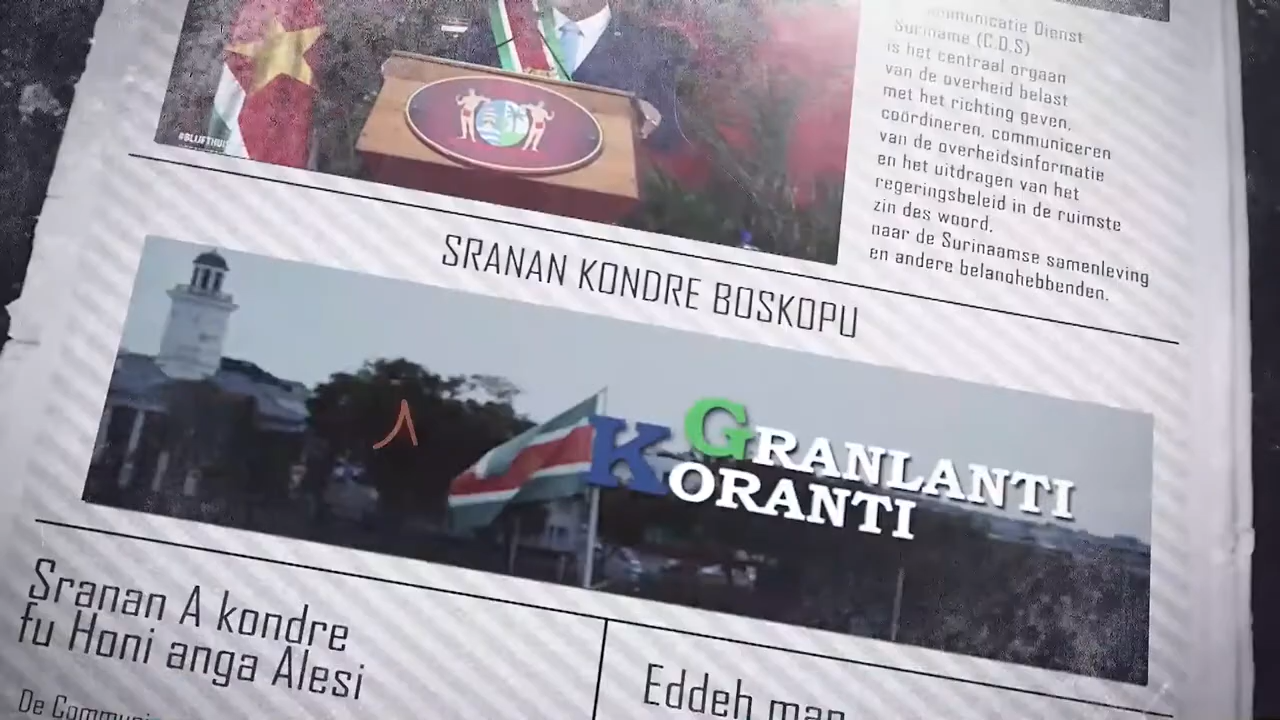 #BLIJFTHUIS
Communicatie Dienst
Suriname (C.D.S)
is het centraal orgaan
van de overheid belast
met het richting geven,
coördineren, communiceren
van de overheidsinformatie
en het uitdragen van het
regeringsbeleid in de ruimste
zin des woord.
naar de Surinaamse samenleving
en andere belanghebbenden.
SRANAN KONDRE BOSKOPU
GRANLANTI
KORANTI
Sranan A kondre
fu Honi anga Alesi
De
Eddeh man